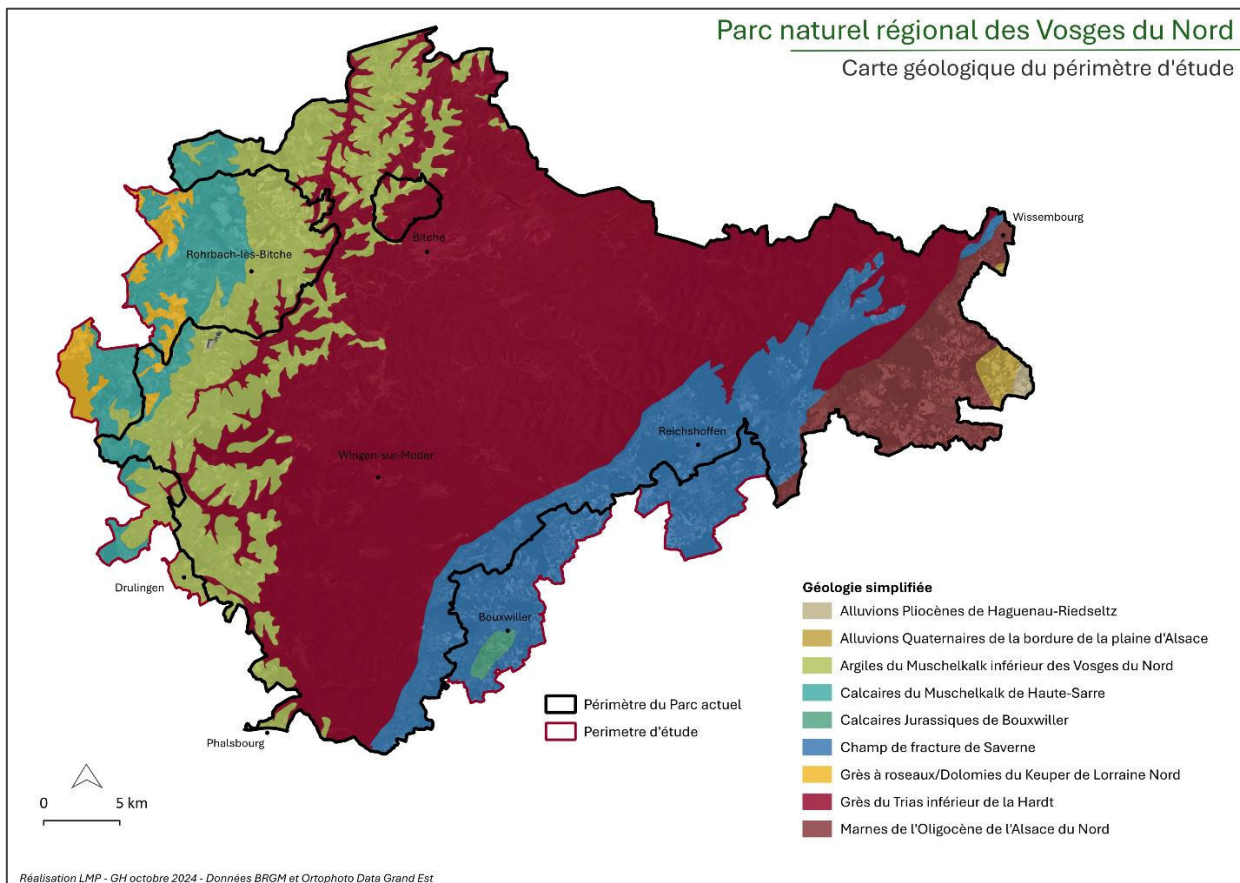 Parc naturel régional des Vosges du Nord
Carte géologique du périmètre d'étude
Wissembourg
Bitche
Rohrbach-lès-Bitche
Reichshoffen
Wingen-sur-Moder
Drulingen
Bouxwiller
Phalsbourg
Géologie simplifiée
Alluvions Pliocènes de Haguenau-Riedseltz
Alluvions Quaternaires de la bordure de la plaine d'Alsace
Argiles du Muschelkalk inférieur des Vosges du Nord
Calcaires du Muschelkalk de Haute-Sarre
Calcaires Jurassiques de Bouxwiller
Champ de fracture de Saverne
Grès à roseaux/Dolomies du Keuper de Lorraine Nord
Grès du Trias inférieur de la Hardt
Marnes de l'Oligocène de l'Alsace du Nord
Périmètre du Parc actuel
Perimetre d'étude
0 5 km
Réalisation LMP - GH octobre 2024 - Données BRGM et Ortophoto Data Grand Est